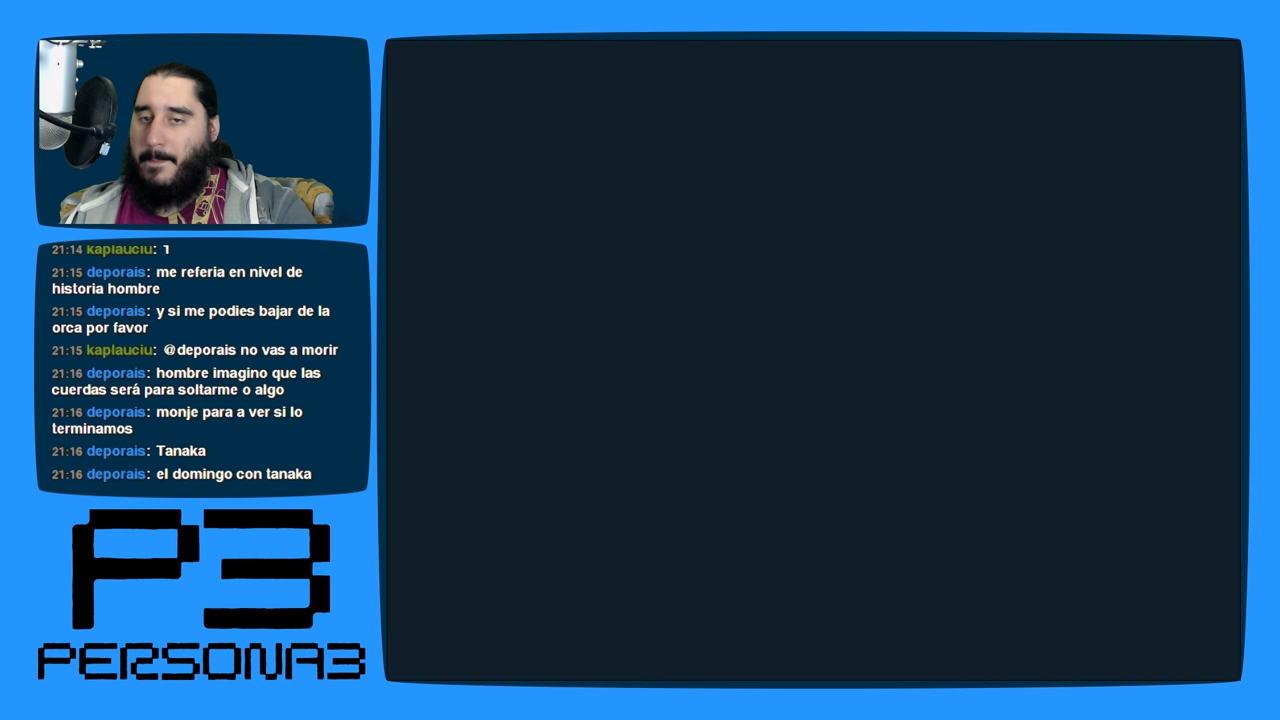 21:14 kaplauciu: 1
21:15 deporais: me referia en nivel de
historia hombre
21:15 deporais: y si me podies bajar de la
orca por favor
21:15 kaplauciu: @deporais no vas a morir
21:16 deporais: hombre imagino que las
cuerdas será para soltarme o algo
21:16 deporais: monje para a ver si lo
terminamos
21:16 deporais: Tanaka
21:16 deporais: el domingo con tanaka
P3
PERSONA3